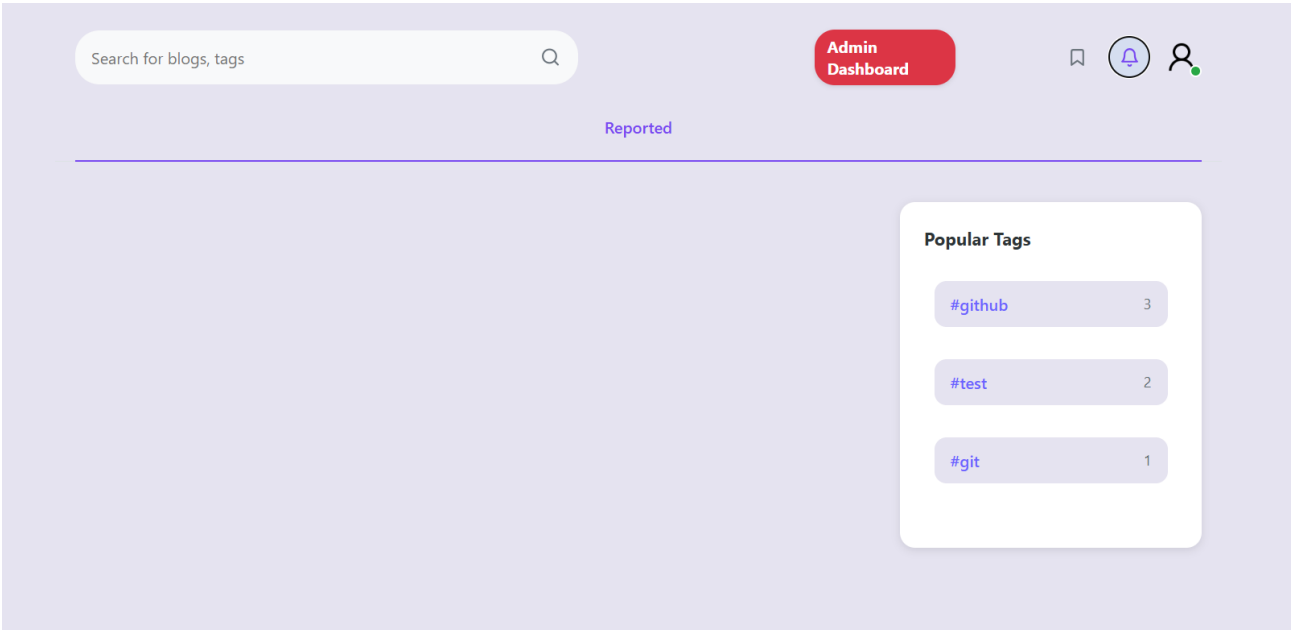 Search for blogs, tags
Admin
Dashboard
Reported
Popular Tags
#github 3
#test 2
#git 1